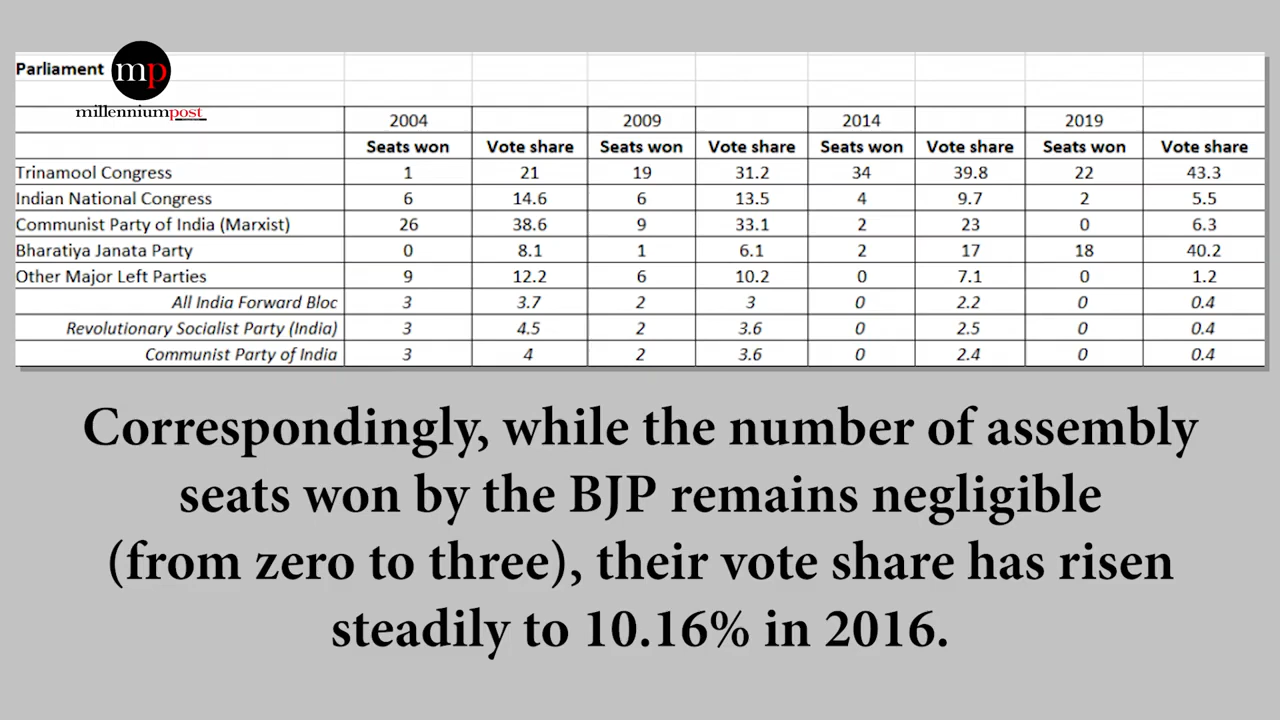 Parliament
mp
millenniumpost
2004 2009 2014 2019
Seats won Vote share Seats won Vote share Seats won Vote share Seats won Vote share
Trinamool Congress 1 21 19 31.2 34 39.8 22 43.3
Indian National Congress 6 14.6 6 13.5 4 9.7 2 5.5
Communist Party of India (Marxist) 26 38.6 9 33.1 2 23 0 6.3
Bharatiya Janata Party 0 8.1 1 6.1 2 17 18 40.2
Other Major Left Parties 9 12.2 6 10.2 0 7.1 0 1.2
All India Forward Bloc 3 3.7 2 3 0 2.2 0 0.4
Revolutionary Socialist Party (India) 3 4.5 2 3.6 0 2.5 0 0.4
Communist Party of India 3 4 2 3.6 0 2.4 0 0.4
Correspondingly, while the number of assembly
seats won by the BJP remains negligible
(from zero to three), their vote share has risen
steadily to 10.16% in 2016.